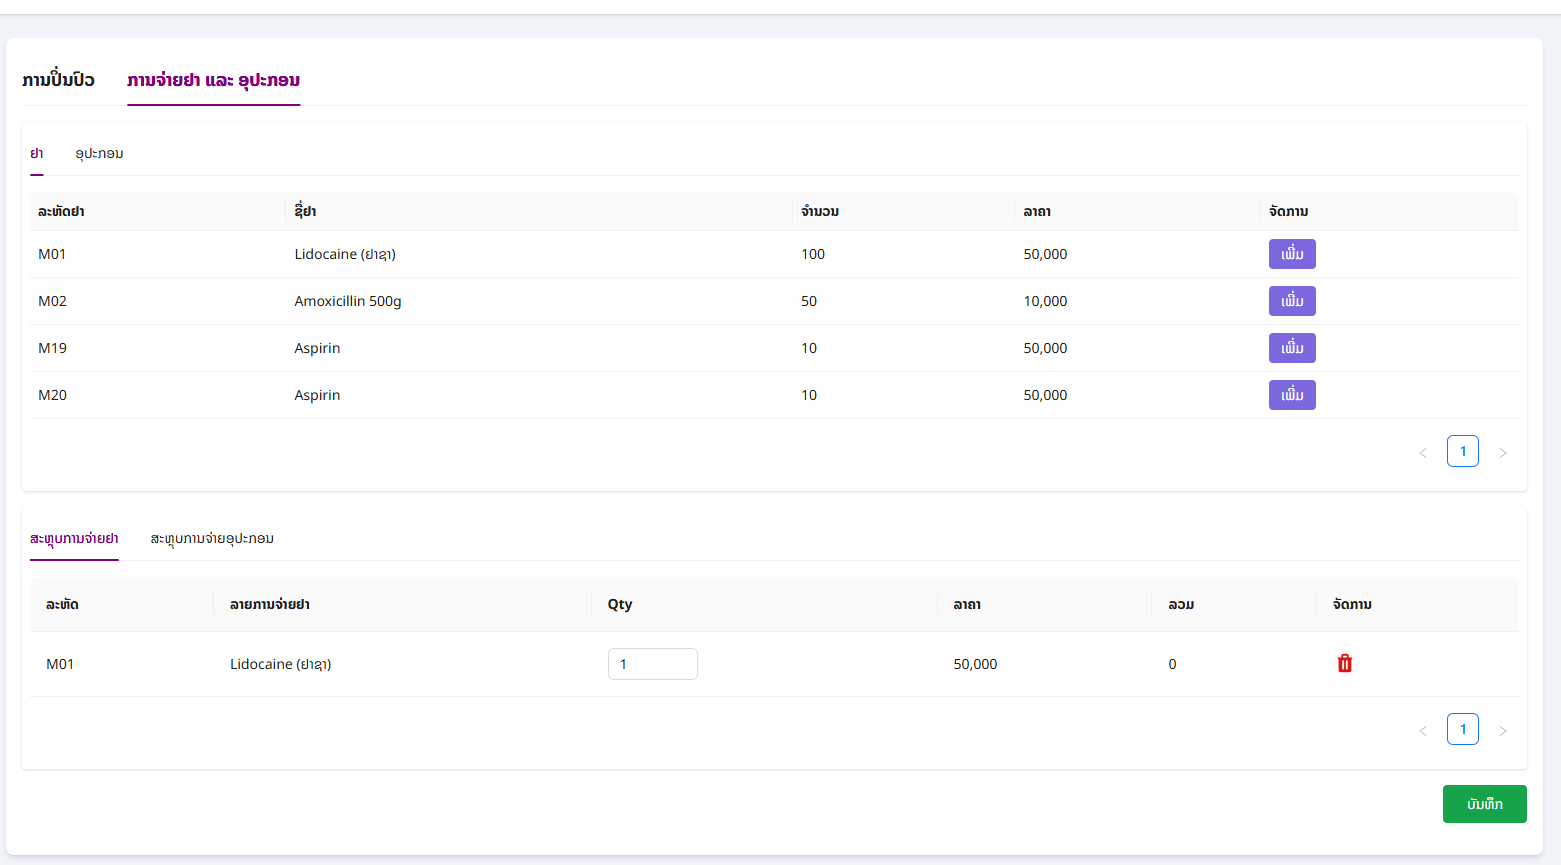 ການປິ່ນປົວ ການຈ່າຍຢາ ແລະ ອຸປະກອນ
ຢາ ອຸປະກອນ
ລະຫັດຢາ ຊື່ຢາ ຈຳນວນ ລາຄາ ຈັດການ
M01 Lidocaine (ຢາຊາ) 100 50,000 ເພີ່ມ
M02 Amoxicillin 500g 50 10,000 ເພີ່ມ
M19 Aspirin 10 50,000 ເພີ່ມ
M20 Aspirin 10 50,000 ເພີ່ມ
< 1 >
ສະຫຼຸບການຈ່າຍຢາ ສະຫຼຸບການຈ່າຍອຸປະກອນ
ລະຫັດ ລາຍການຈ່າຍຢາ Qty ລາຄາ ລວມ ຈັດການ
M01 Lidocaine (ຢາຊາ) 1 50,000 0
< 1 >
ບັນທຶກ